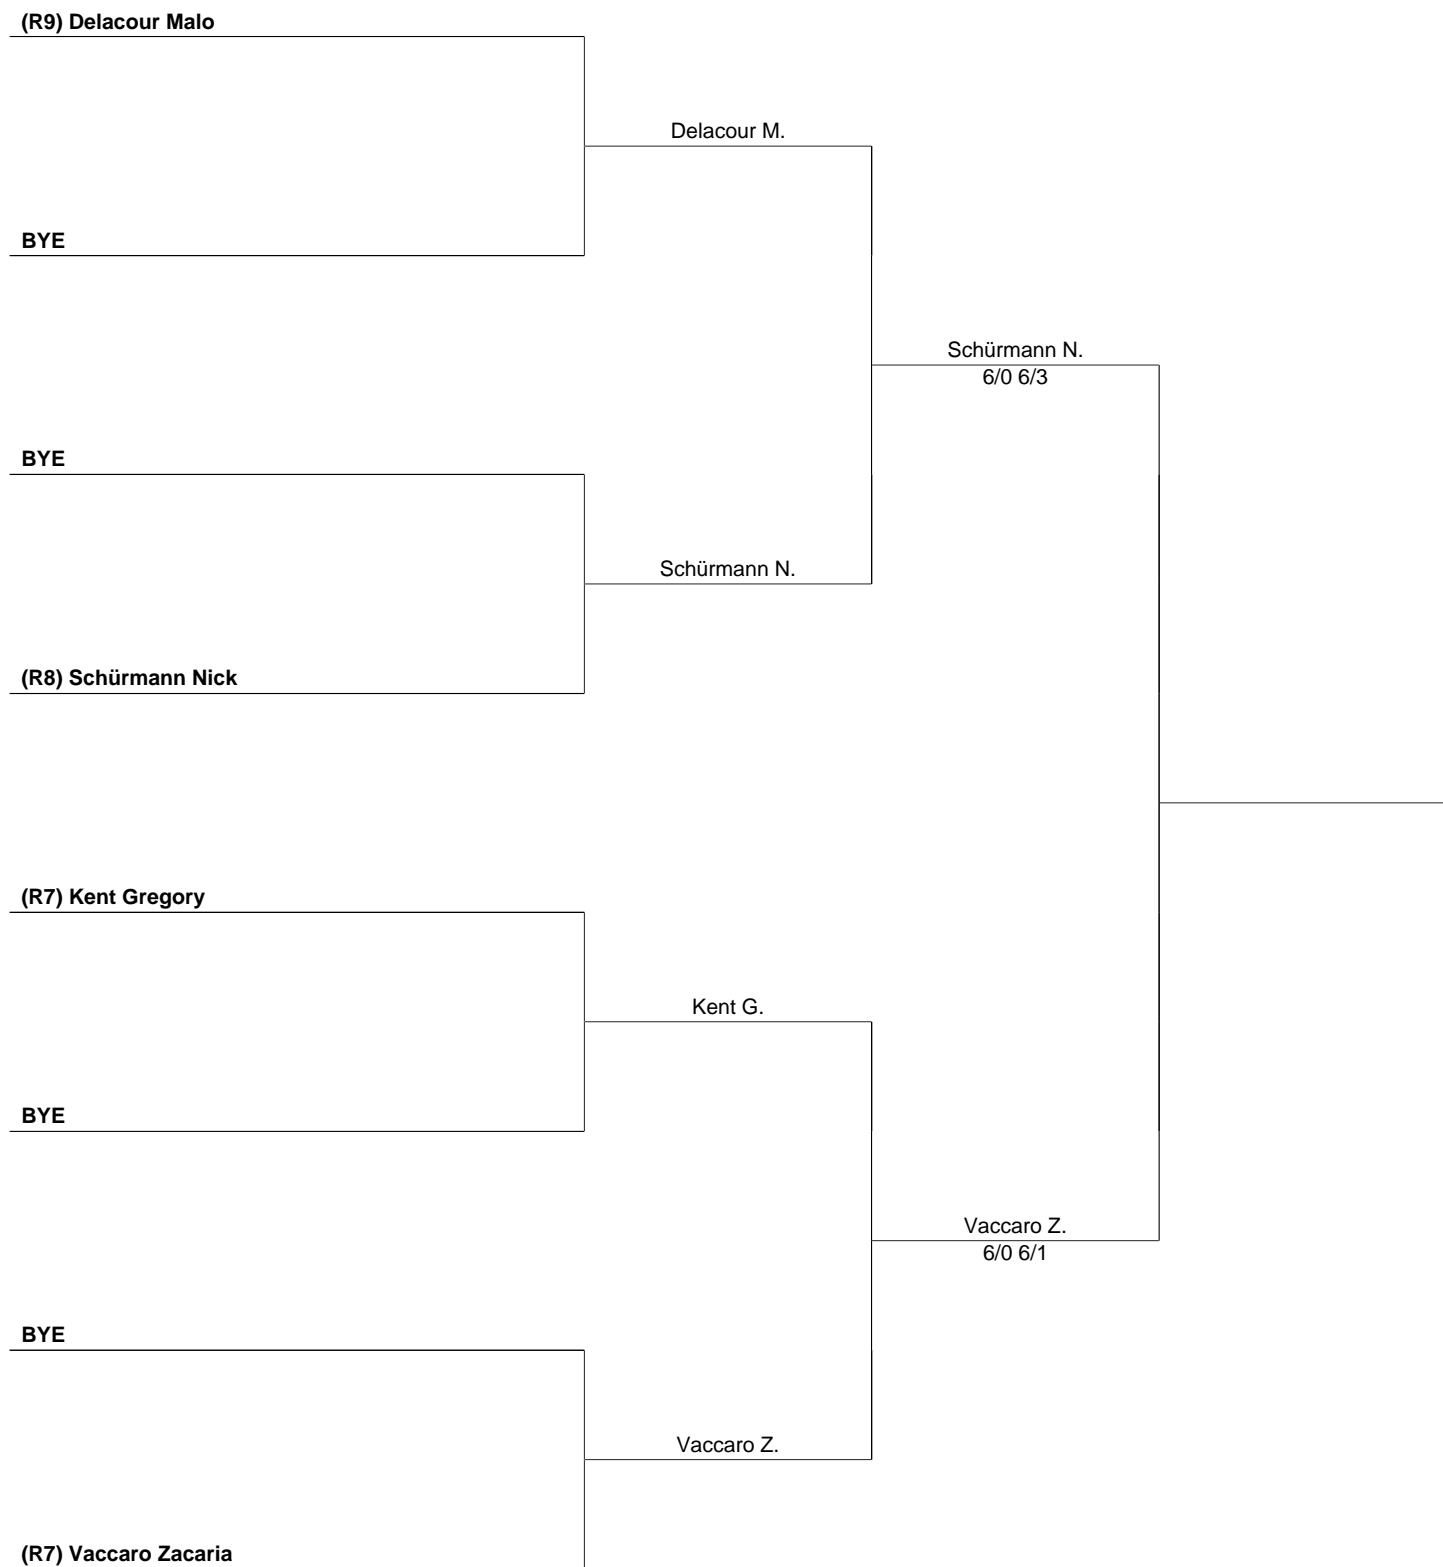 (R9) Delacour Malo
Delacour M.
BYE
Schürmann N.
6/0 6/3
BYE
Schürmann N.
(R8) Schürmann Nick
(R7) Kent Gregory
Kent G.
BYE
Vaccaro Z.
6/0 6/1
BYE
Vaccaro Z.
(R7) Vaccaro Zacaria